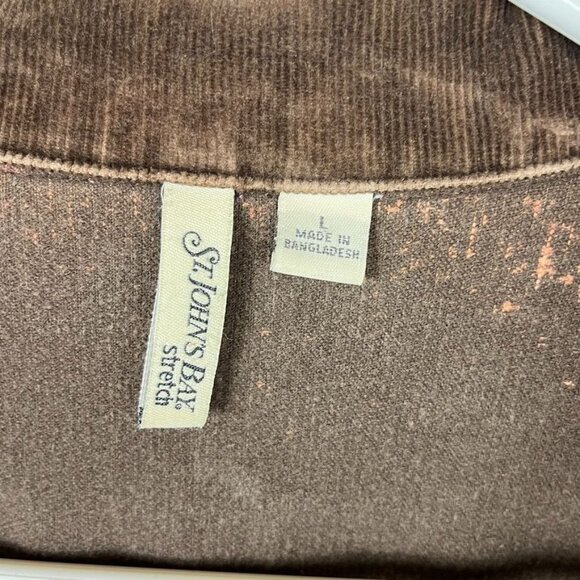 ST. JOHN'S BAY®
stretch
L
MADE IN
BANGLADESH